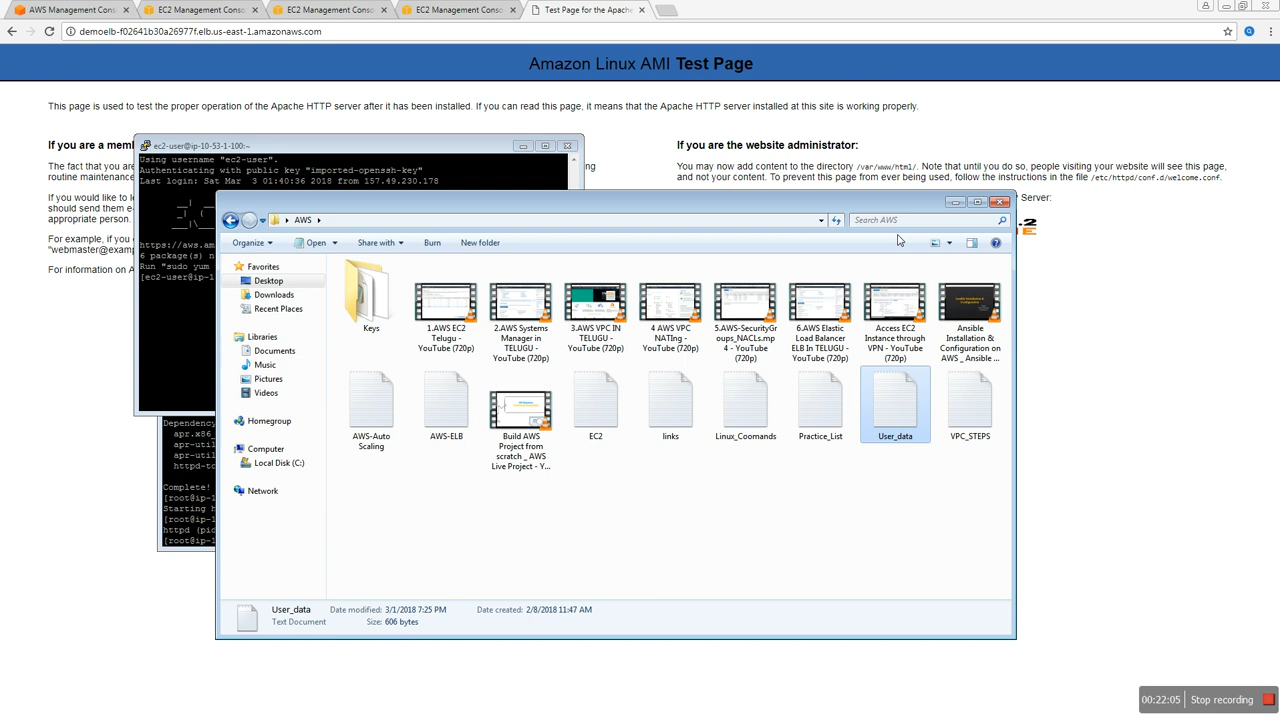 AWS Management Conso
EC2 Management Conso
EC2 Management Conso
EC2 Management Conso
Test Page for the Apache
demoelb-f02641b30a26977f.elb.us-east-1.amazonaws.com
Amazon Linux AMI Test Page
This page is used to test the proper operation of the Apache HTTP server after it has been installed. If you can read this page, it means that the Apache HTTP server installed at this site is working properly.
If you are a mem
The fact that you are
routine maintenance
If you would like to le
should send them e-
appropriate person.
For example, if you
"webmaster@examp
For information on A
ing
If you are the website administrator:
You may now add content to the directory /var/www/html/. Note that until you do so, people visiting your website will see this page,
and not your content. To prevent this page from ever being used, follow the instructions in the file /etc/httpd/conf.d/welcome.conf.
Server:
.2
ec2-user@ip-10-53-1-100:~
Using username "ec2-user".
Authenticating with public key "imported-openssh-key"
Last login: Sat Mar  3 01:40:36 2018 from 157.49.230.178
https://aws.am
6 package(s) n
Run "sudo yum
[ec2-user@ip-1
Dependency
apr.x86_
apr-util
apr-util
httpd-to
Complete!
[root@ip-1
Starting h
[root@ip-1
httpd (pid
[root@ip-1
AWS
Search AWS
Organize
Open
Share with
Burn
New folder
Favorites
Desktop
Downloads
Recent Places
Libraries
Documents
Music
Pictures
Videos
Homegroup
Computer
Local Disk (C:)
Network
Keys
1.AWS EC2
Telugu -
YouTube (720p)
2.AWS Systems
Manager in
TELUGU -
YouTube (720p)
3.AWS VPC IN
TELUGU -
YouTube (720p)
4 AWS VPC
NATIng -
YouTube (720p)
5.AWS-SecurityGr
oups_NACLs.mp
4 - YouTube
(720p)
6.AWS Elastic
Load Balancer
ELB In TELUGU -
YouTube (720p)
Access EC2
Instance through
VPN - YouTube
(720p)
Ansible
Installation &
Configuration on
AWS _ Ansible ...
AWS-Auto
Scaling
AWS-ELB
Build AWS
Project from
scratch _ AWS
Live Project - Y...
EC2
links
Linux_Coomands
Practice_List
User_data
VPC_STEPS
User_data
Date modified: 3/1/2018 7:25 PM
Date created: 2/8/2018 11:47 AM
Text Document
Size: 606 bytes
00:22:05
Stop recording